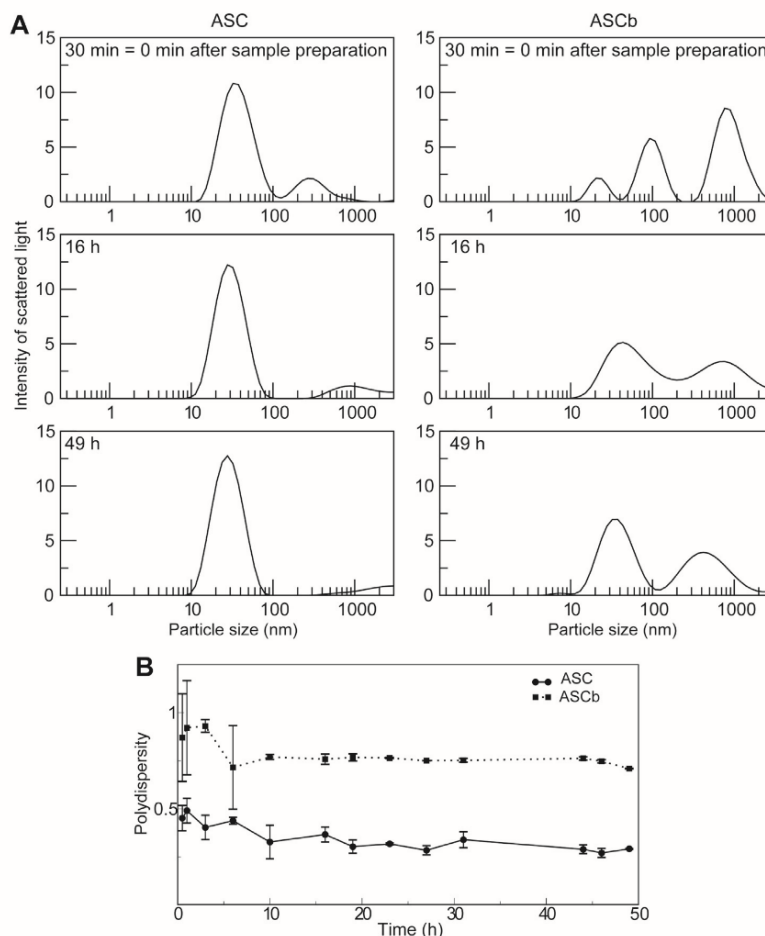 A
ASC
ASCb
30 min = 0 min after sample preparation
15
10
5
0
1 10 100 1000
30 min = 0 min after sample preparation
15
10
5
0
1 10 100 1000
Intensity of scattered light
16 h
15
10
5
0
1 10 100 1000
16 h
15
10
5
0
1 10 100 1000
49 h
15
10
5
0
1 10 100 1000
Particle size (nm)
49 h
15
10
5
0
1 10 100 1000
Particle size (nm)
B
ASC
ASCb
Polydispersity
1
0.5
0 10 20 30 40 50
Time (h)